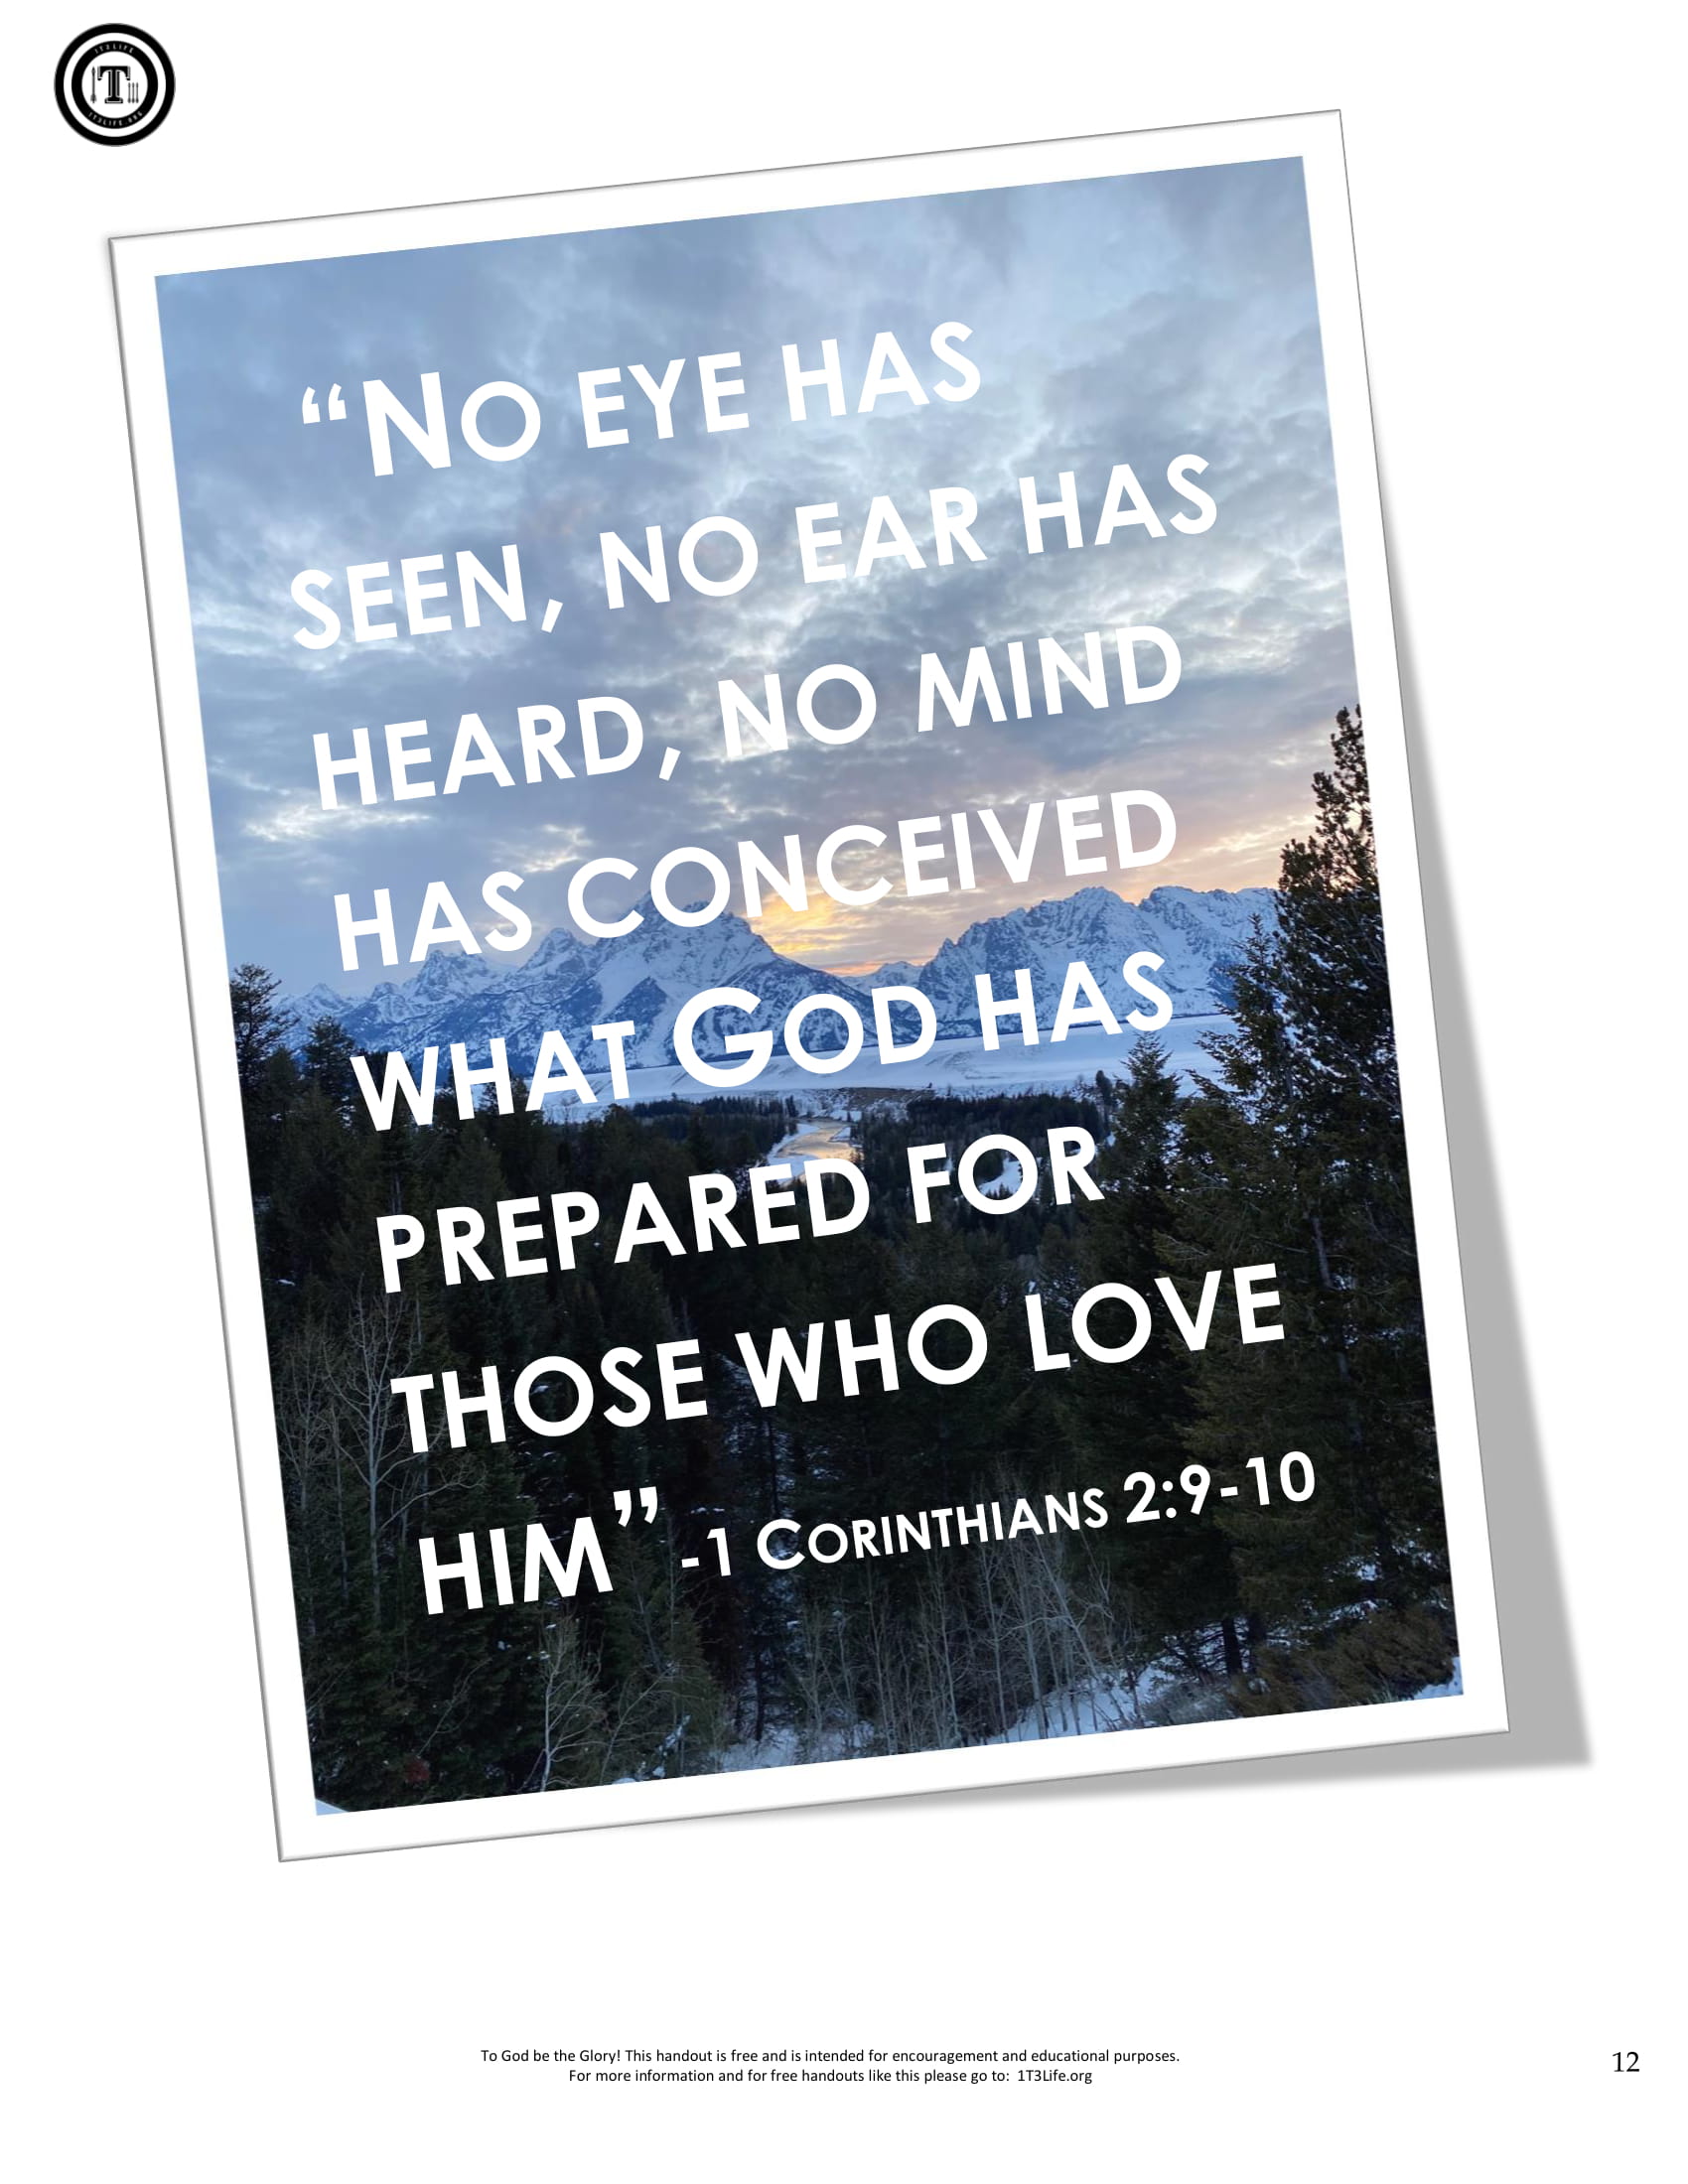 1T3LIFE
T
1T3LIFE.ORG
“No eye has
seen, no ear has
heard, no mind
has conceived
what God has
prepared for
those who love
him” -1 Corinthians 2:9-10
To God be the Glory! This handout is free and is intended for encouragement and educational purposes.
For more information and for free handouts like this please go to: 1T3Life.org
12